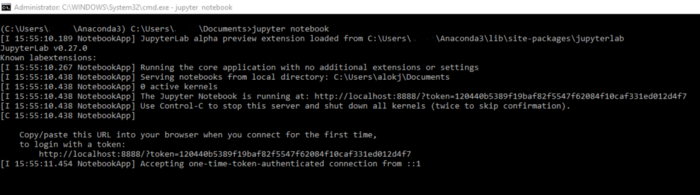 Administrator: C:\WINDOWS\System32\cmd.exe - jupyter notebook
(C:\Users\ \Anaconda3) C:\Users\ \Documents>jupyter notebook
[I 15:55:10.189 NotebookApp] JupyterLab alpha preview extension loaded from C:\Users\ \Anaconda3\lib\site-packages\jupyterlab
JupyterLab v0.27.0
Known labextensions:
[I 15:55:10.267 NotebookApp] Running the core application with no additional extensions or settings
[I 15:55:10.438 NotebookApp] Serving notebooks from local directory: C:\Users\alokj\Documents
[I 15:55:10.438 NotebookApp] 0 active kernels
[I 15:55:10.438 NotebookApp] The Jupyter Notebook is running at: http://localhost:8888/?token=120440b5389f19baf82f5547f62084f10caf331ed012d4f7
[I 15:55:10.438 NotebookApp] Use Control-C to stop this server and shut down all kernels (twice to skip confirmation).
[C 15:55:10.438 NotebookApp]
Copy/paste this URL into your browser when you connect for the first time,
to login with a token:
http://localhost:8888/?token=120440b5389f19baf82f5547f62084f10caf331ed012d4f7
[I 15:55:11.454 NotebookApp] Accepting one-time-token-authenticated connection from ::1